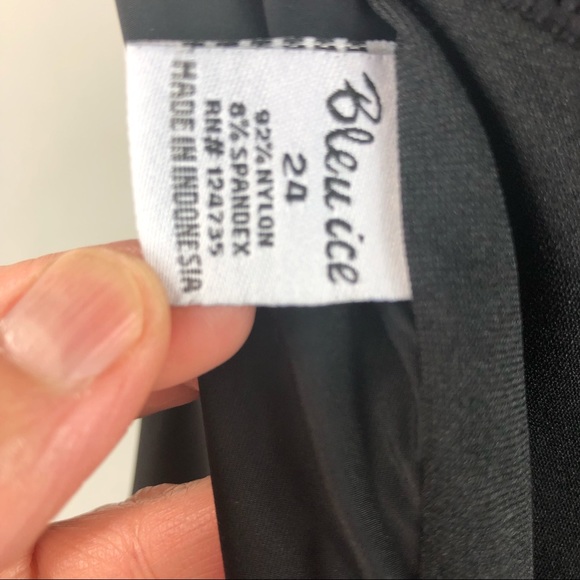 Bleu ice
24
92% NYLON
8% SPANDEX
RN# 124735
MADE IN INDONESIA